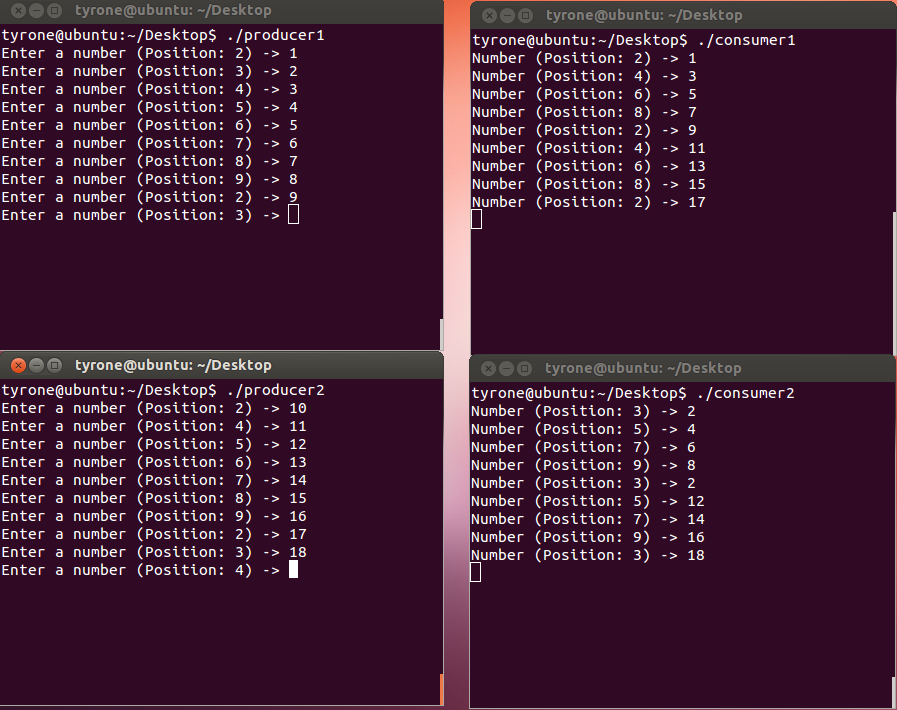 tyrone@ubuntu: ~/Desktop
tyrone@ubuntu:~/Desktop$ ./producer1
Enter a number (Position: 2) -> 1
Enter a number (Position: 3) -> 2
Enter a number (Position: 4) -> 3
Enter a number (Position: 5) -> 4
Enter a number (Position: 6) -> 5
Enter a number (Position: 7) -> 6
Enter a number (Position: 8) -> 7
Enter a number (Position: 9) -> 8
Enter a number (Position: 2) -> 9
Enter a number (Position: 3) ->
tyrone@ubuntu: ~/Desktop
tyrone@ubuntu:~/Desktop$ ./consumer1
Number (Position: 2) -> 1
Number (Position: 4) -> 3
Number (Position: 6) -> 5
Number (Position: 8) -> 7
Number (Position: 2) -> 9
Number (Position: 4) -> 11
Number (Position: 6) -> 13
Number (Position: 8) -> 15
Number (Position: 2) -> 17
tyrone@ubuntu: ~/Desktop
tyrone@ubuntu:~/Desktop$ ./producer2
Enter a number (Position: 2) -> 10
Enter a number (Position: 4) -> 11
Enter a number (Position: 5) -> 12
Enter a number (Position: 6) -> 13
Enter a number (Position: 7) -> 14
Enter a number (Position: 8) -> 15
Enter a number (Position: 9) -> 16
Enter a number (Position: 2) -> 17
Enter a number (Position: 3) -> 18
Enter a number (Position: 4) ->
tyrone@ubuntu: ~/Desktop
tyrone@ubuntu:~/Desktop$ ./consumer2
Number (Position: 3) -> 2
Number (Position: 5) -> 4
Number (Position: 7) -> 6
Number (Position: 9) -> 8
Number (Position: 3) -> 2
Number (Position: 5) -> 12
Number (Position: 7) -> 14
Number (Position: 9) -> 16
Number (Position: 3) -> 18